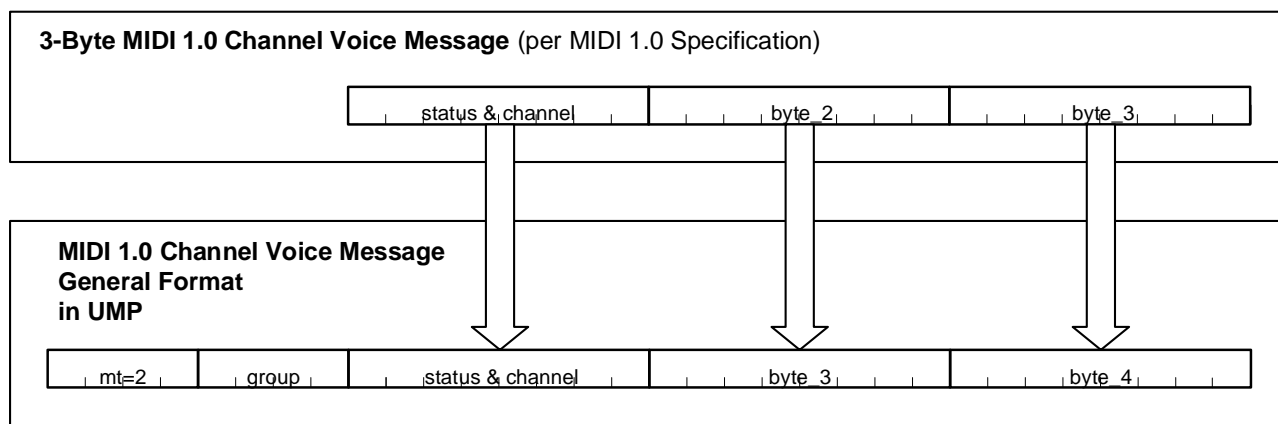 3-Byte MIDI 1.0 Channel Voice Message (per MIDI 1.0 Specification)
status & channel byte_2 byte_3
MIDI 1.0 Channel Voice Message
General Format
in UMP
mt=2 group status & channel byte_3 byte_4